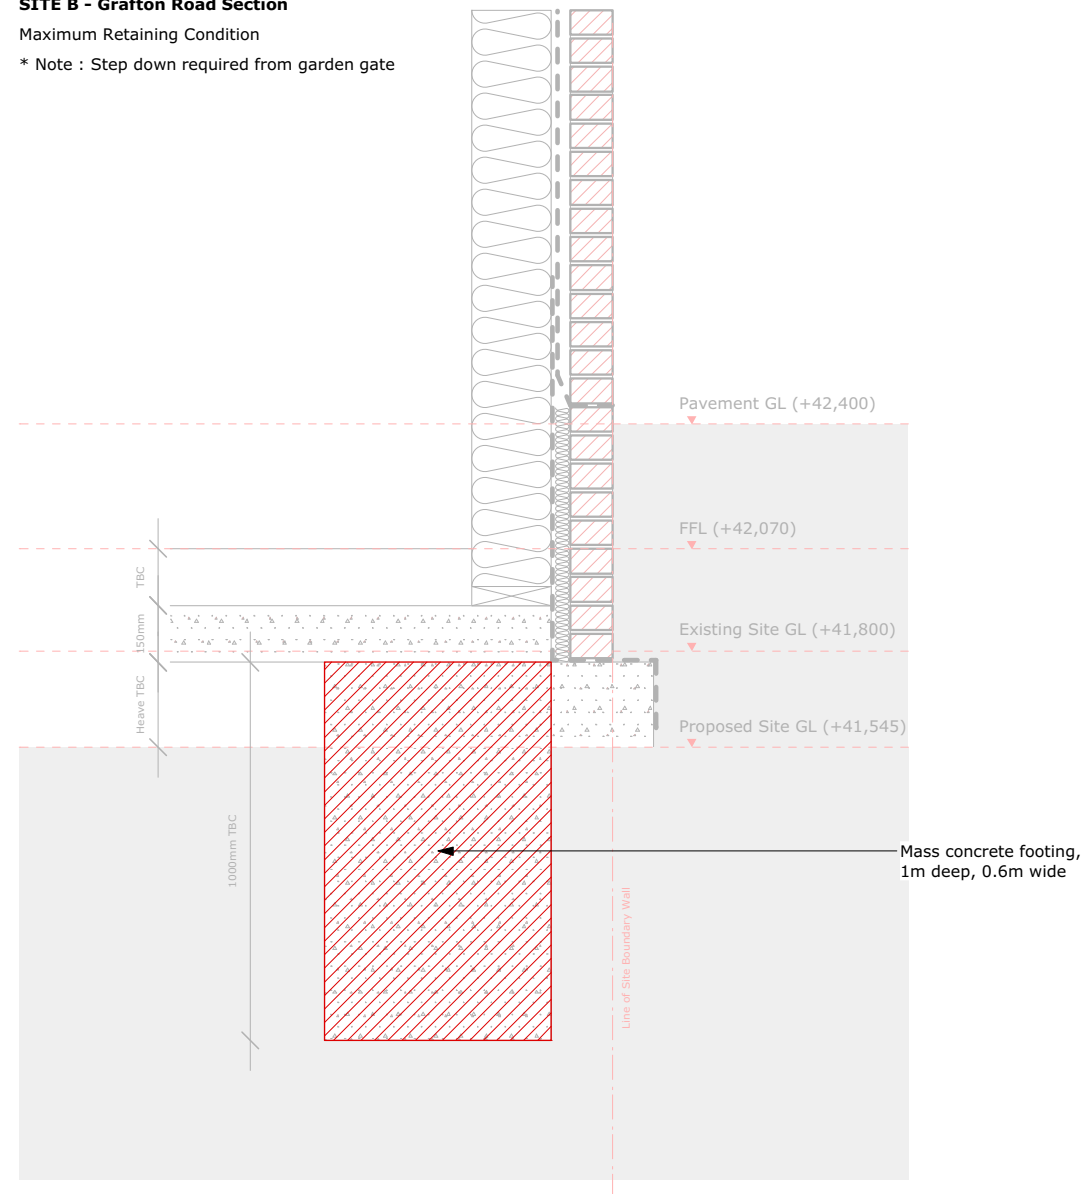 SITE B - Grafton Road Section
Maximum Retaining Condition
* Note : Step down required from garden gate
Pavement GL (+42,400)
FFL (+42,070)
TBC
150mm
Existing Site GL (+41,800)
Heave TBC
Proposed Site GL (+41,545)
1000mm TBC
Mass concrete footing,
1m deep, 0.6m wide
Line of Site Boundary Wall